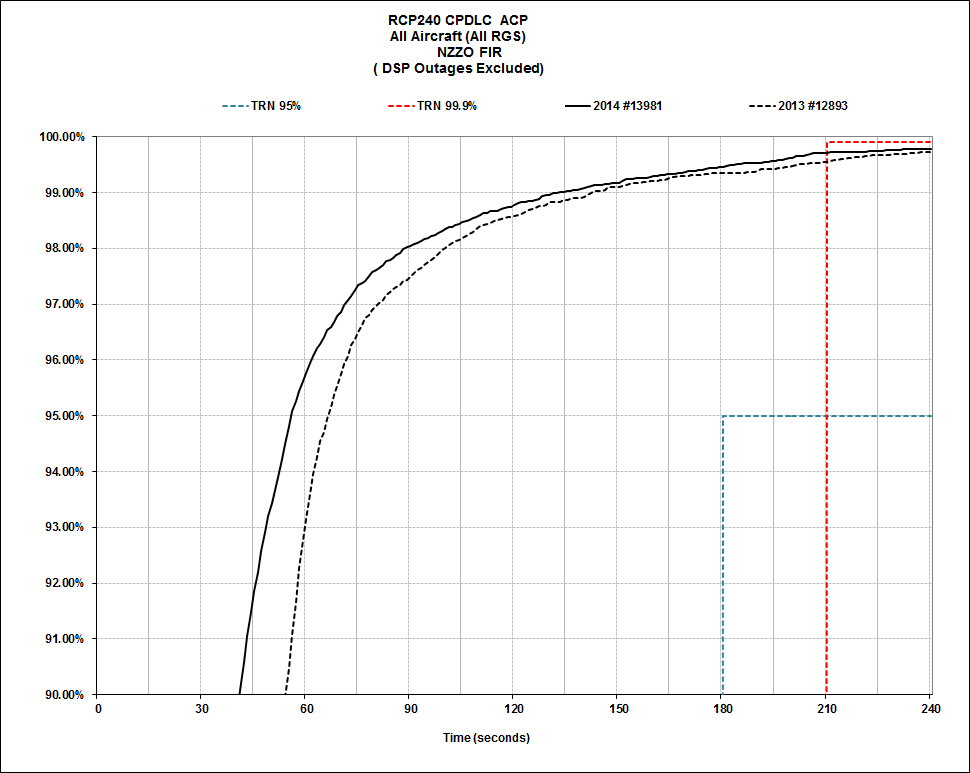 RCP240 CPDLC ACP
All Aircraft (All RGS)
NZZO FIR
( DSP Outages Excluded)
TRN 95% TRN 99.9% 2014 #13981 2013 #12893
100.00%
99.00%
98.00%
97.00%
96.00%
95.00%
94.00%
93.00%
92.00%
91.00%
90.00%
0 30 60 90 120 150 180 210 240
Time (seconds)